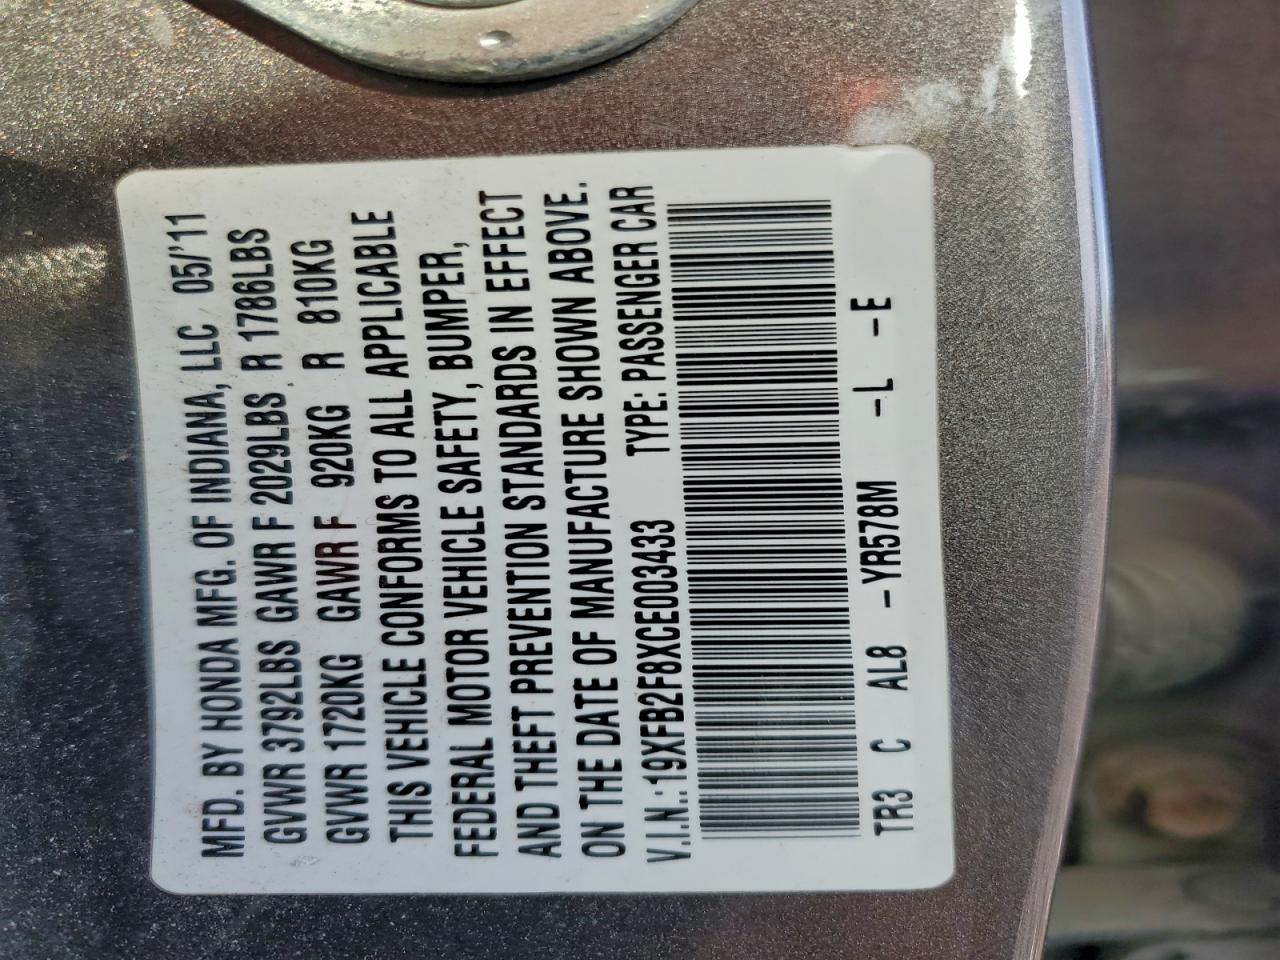 MFD. BY HONDA MFG. OF INDIANA, LLC 05/'11
GVWR 3792LBS GAWR F 2029LBS R 1786LBS
GVWR 1720KG GAWR F 920KG R 810KG
THIS VEHICLE CONFORMS TO ALL APPLICABLE
FEDERAL MOTOR VEHICLE SAFETY, BUMPER,
AND THEFT PREVENTION STANDARDS IN EFFECT
ON THE DATE OF MANUFACTURE SHOWN ABOVE.
V.I.N.:19XFB2F8XCE003433 TYPE: PASSENGER CAR
TR3 C AL8 -YR578M -L -E